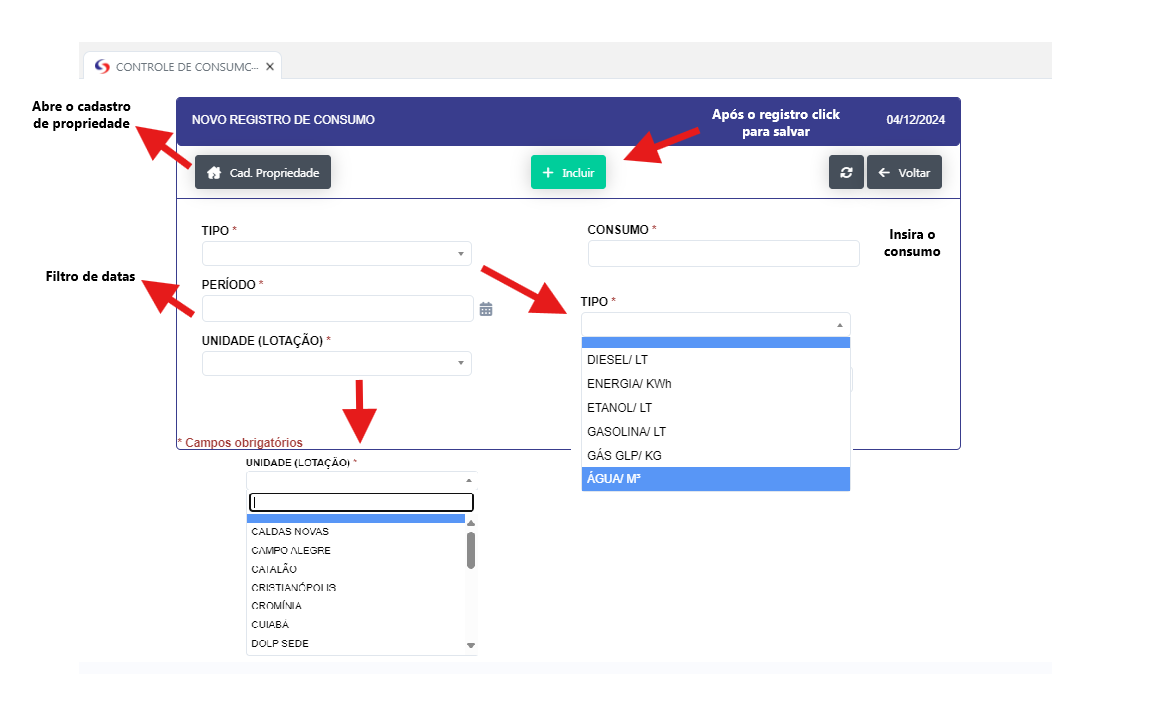 CONTROLE DE CONSUMC...
Abre o cadastro
de propriedade
NOVO REGISTRO DE CONSUMO
Após o registro click
para salvar
04/12/2024
Cad. Propriedade
Incluir
Voltar
TIPO *
CONSUMO *
Insira o
consumo
Filtro de datas
PERÍODO *
TIPO *
UNIDADE (LOTAÇÃO) *
DIESEL/ LT
ENERGIA/ KWh
ETANOL/ LT
GASOLINA/ LT
GÁS GLP/ KG
ÁGUA/ M³
* Campos obrigatórios
UNIDADE (LOTAÇÃO) *
CALDAS NOVAS
CAMPO ALEGRE
CATALÃO
CRISTIANÓPOLIS
CROMÍNIA
CUIABÁ
DOLP SEDE